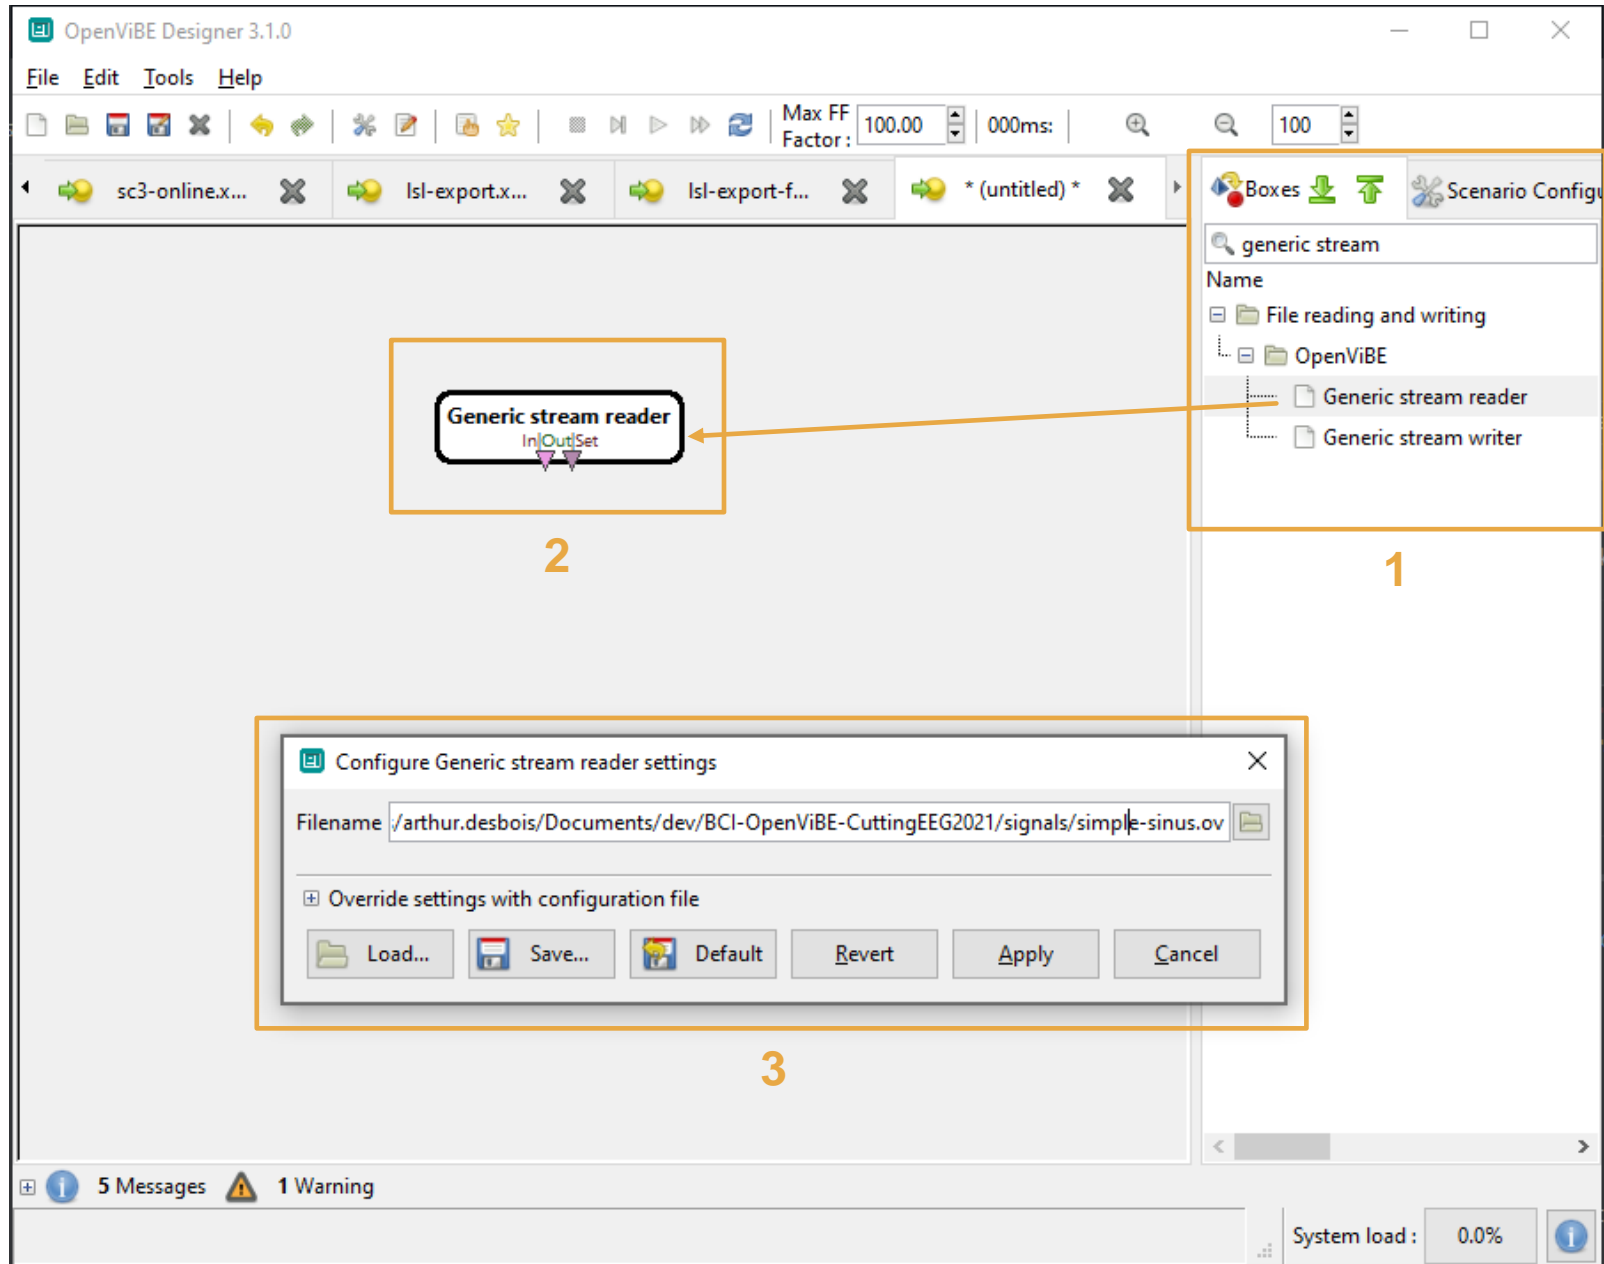 OpenViBE Designer 3.1.0
File Edit Tools Help
Max FF Factor : 100.00 000ms: 100
sc3-online.x... lsl-export.x... lsl-export-f... * (untitled) * Boxes Scenario Configu
generic stream
Name
File reading and writing
OpenViBE
Generic stream reader
Generic stream writer
1
Generic stream reader
In|Out|Set
2
Configure Generic stream reader settings
Filename /arthur.desbois/Documents/dev/BCI-OpenViBE-CuttingEEG2021/signals/simple-sinus.ov
Override settings with configuration file
Load... Save... Default Revert Apply Cancel
3
5 Messages 1 Warning
System load : 0.0%